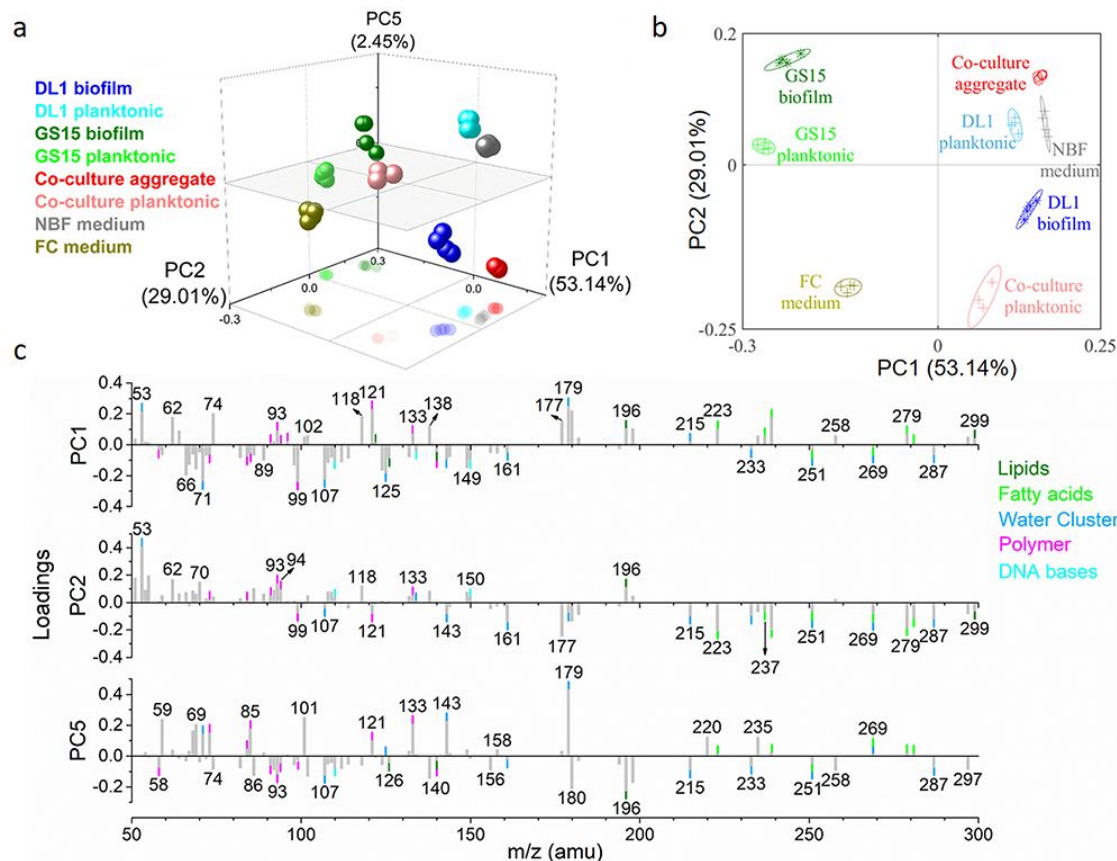 a
PC5
(2.45%)
DL1 biofilm
DL1 planktonic
GS15 biofilm
GS15 planktonic
Co-culture aggregate
Co-culture planktonic
NBF medium
FC medium
PC2
(29.01%)
PC1
(53.14%)
-0.3
0.3
0.0
0.0
b
0.2
0
-0.25
PC2 (29.01%)
GS15
biofilm
GS15
planktonic
Co-culture
aggregate
DL1
planktonic
NBF
medium
DL1
biofilm
FC
medium
Co-culture
planktonic
-0.3
0
0.25
PC1 (53.14%)
c
Loadings
PC1
0.4
0.2
0.0
-0.2
-0.4
53 62 74 93 102 118 121 133 138 177 179 196 215 223 258 279 299
66 71 89 99 107 125 149 161 233 251 269 287
PC2
0.4
0.2
0.0
-0.2
-0.4
53 62 70 93 94 118 133 150 196
99 107 121 143 161 177 215 223 237 251 269 279 287 299
PC5
0.4
0.2
0.0
-0.2
59 69 85 101 121 133 143 158 179 220 235 269
58 74 86 93 107 126 140 156 180 196 215 233 251 258 287 297
50 100 150 200 250 300
m/z (amu)
Lipids
Fatty acids
Water Cluster
Polymer
DNA bases